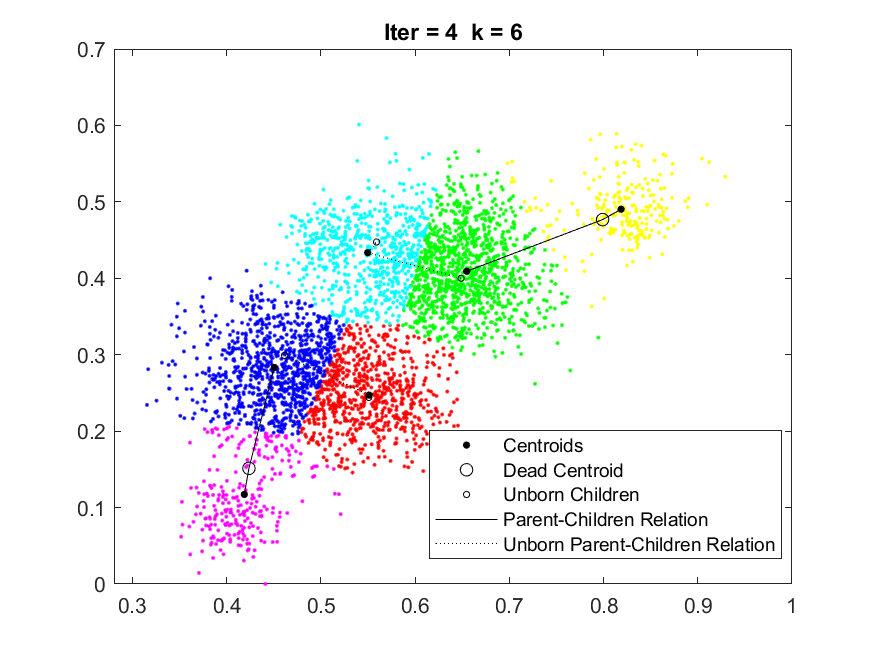 Iter = 4  k = 6
0.7
0.6
0.5
0.4
0.3
0.2
0.1
0
Centroids
Dead Centroid
Unborn Children
Parent-Children Relation
Unborn Parent-Children Relation
0.3 0.4 0.5 0.6 0.7 0.8 0.9 1